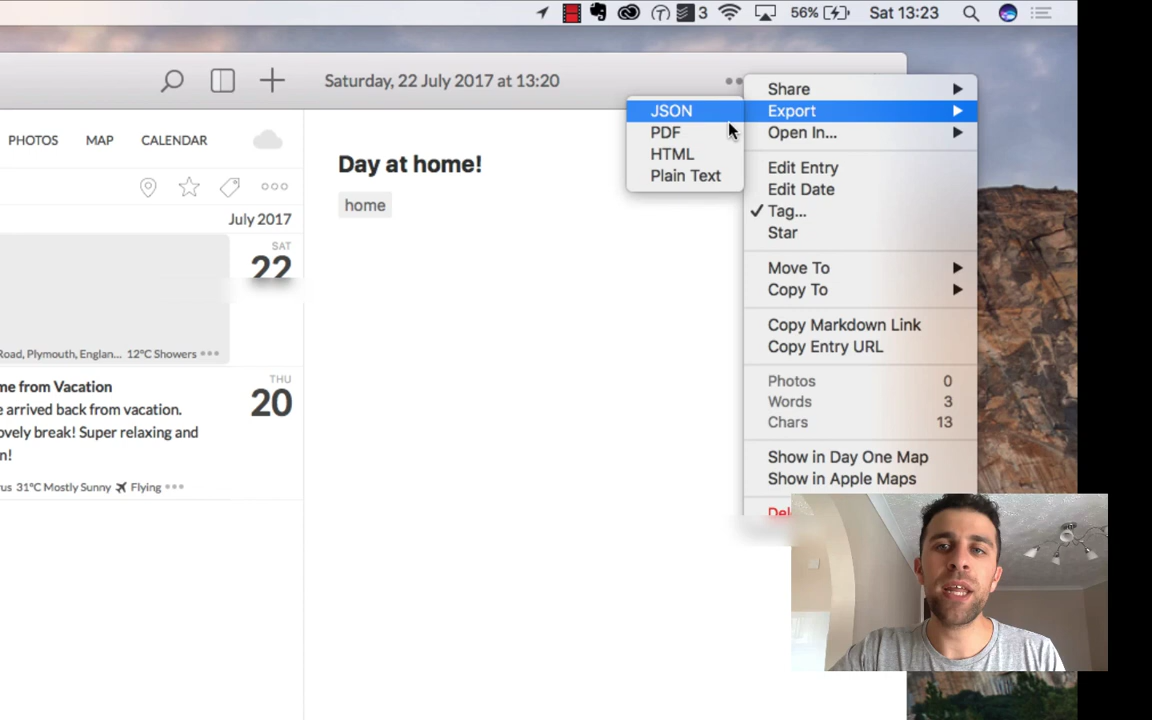 3
56%
Sat 13:23
Saturday, 22 July 2017 at 13:20
Share
JSON
Export
PDF
Open In...
HTML
Plain Text
Edit Entry
Edit Date
Tag...
Star
Move To
Copy To
Copy Markdown Link
Copy Entry URL
Photos 0
Words 3
Chars 13
Show in Day One Map
Show in Apple Maps
PHOTOS
MAP
CALENDAR
July 2017
SAT
22
Road, Plymouth, Englan... 12°C Showers
me from Vacation
THU
20
e arrived back from vacation.
ovely break! Super relaxing and
n!
rus 31°C Mostly Sunny Flying
Day at home!
home